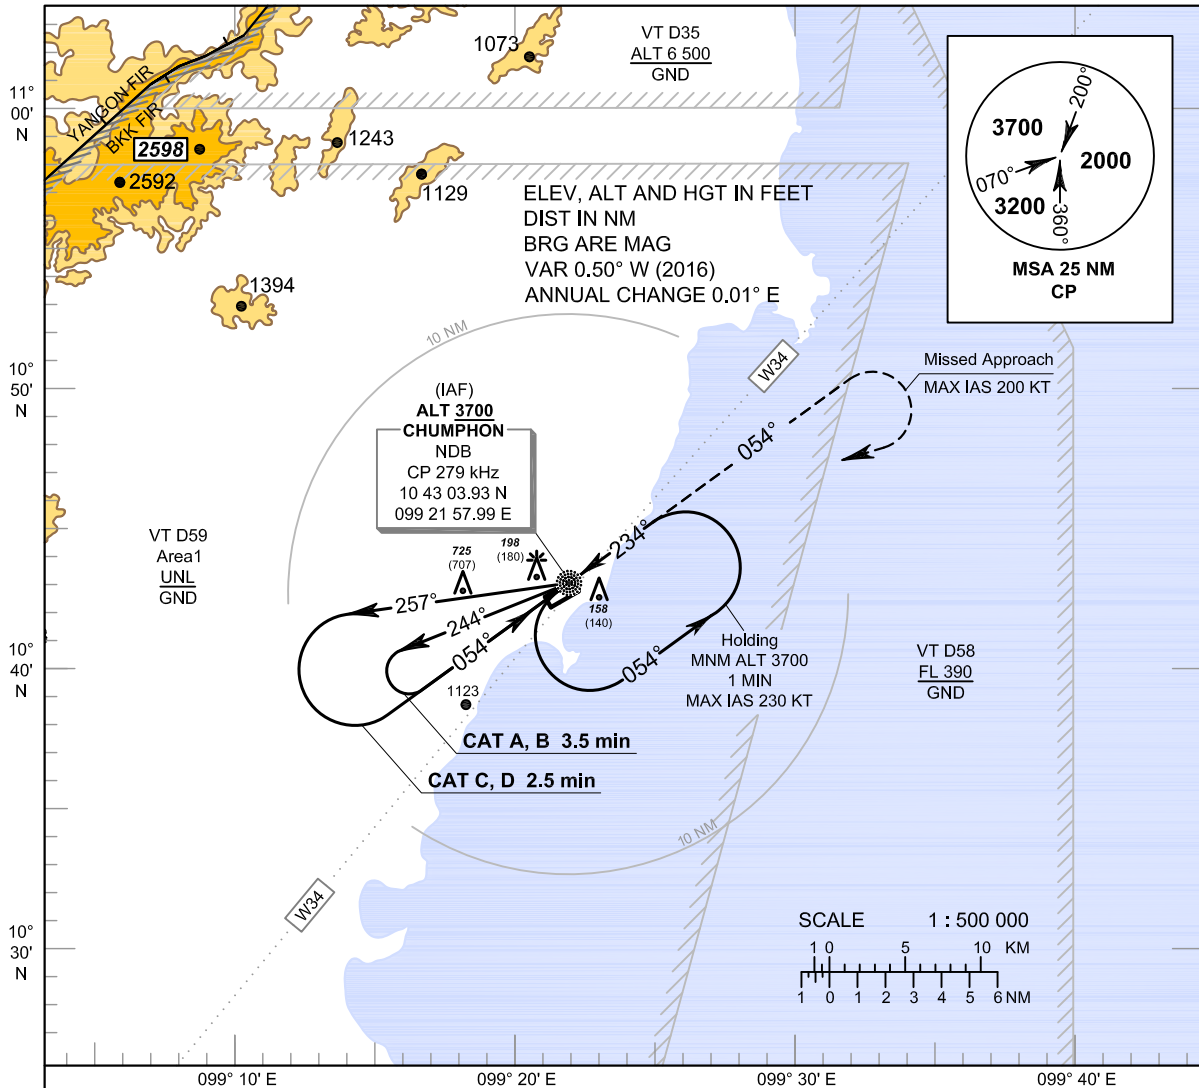 1073
VT D35
ALT 6 500
GND
11°
00'
N
YANGON FIR
BKK FIR
2598
2592
1243
1129
1394
ELEV, ALT AND HGT IN FEET
DIST IN NM
BRG ARE MAG
VAR 0.50° W (2016)
ANNUAL CHANGE 0.01° E
200°
3700
2000
070°
3200
360°
MSA 25 NM
CP
10 NM
W34
10°
50'
N
Missed Approach
MAX IAS 200 KT
(IAF)
ALT 3700
CHUMPHON
NDB
CP 279 kHz
10 43 03.93 N
099 21 57.99 E
054°
234°
VT D59
Area1
UNL
GND
725
(707)
198
(180)
158
(140)
257°
244°
054°
054°
10°
40'
N
Holding
MNM ALT 3700
1 MIN
MAX IAS 230 KT
VT D58
FL 390
GND
1123
CAT A, B 3.5 min
CAT C, D 2.5 min
10 NM
W34
10°
30'
N
SCALE 1 : 500 000
1 0 5 10 KM
1 0 1 2 3 4 5 6 NM
099° 10' E
099° 20' E
099° 30' E
099° 40' E